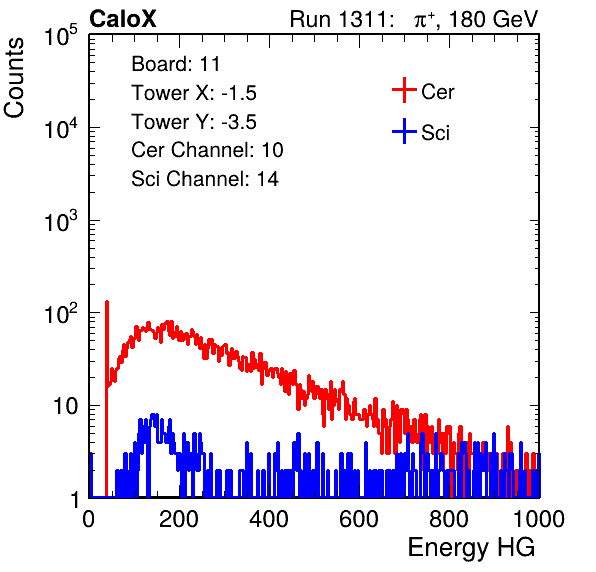 CaloX Run 1311: π⁺, 180 GeV
Counts
10⁵
10⁴
10³
10²
10
1
Board: 11
Tower X: -1.5
Tower Y: -3.5
Cer Channel: 10
Sci Channel: 14
Cer
Sci
0 200 400 600 800 1000
Energy HG